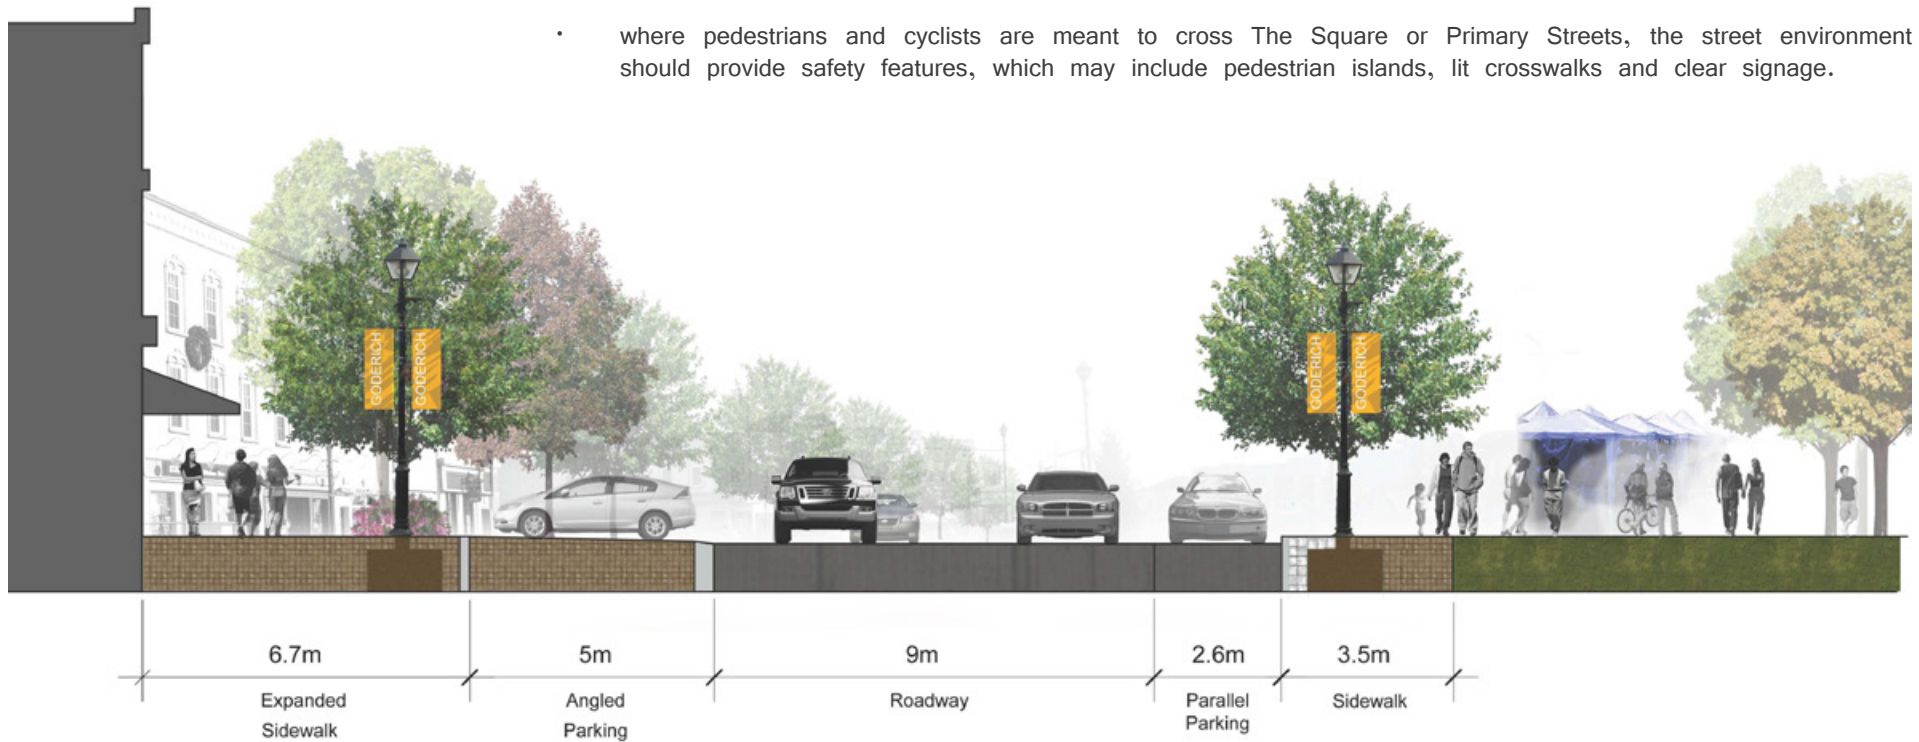 · where pedestrians and cyclists are meant to cross The Square or Primary Streets, the street environment
should provide safety features, which may include pedestrian islands, lit crosswalks and clear signage.
GODERICH
GODERICH
GODERICH
GODERICH
6.7m
5m
9m
2.6m
3.5m
Expanded
Sidewalk
Angled
Parking
Roadway
Parallel
Parking
Sidewalk